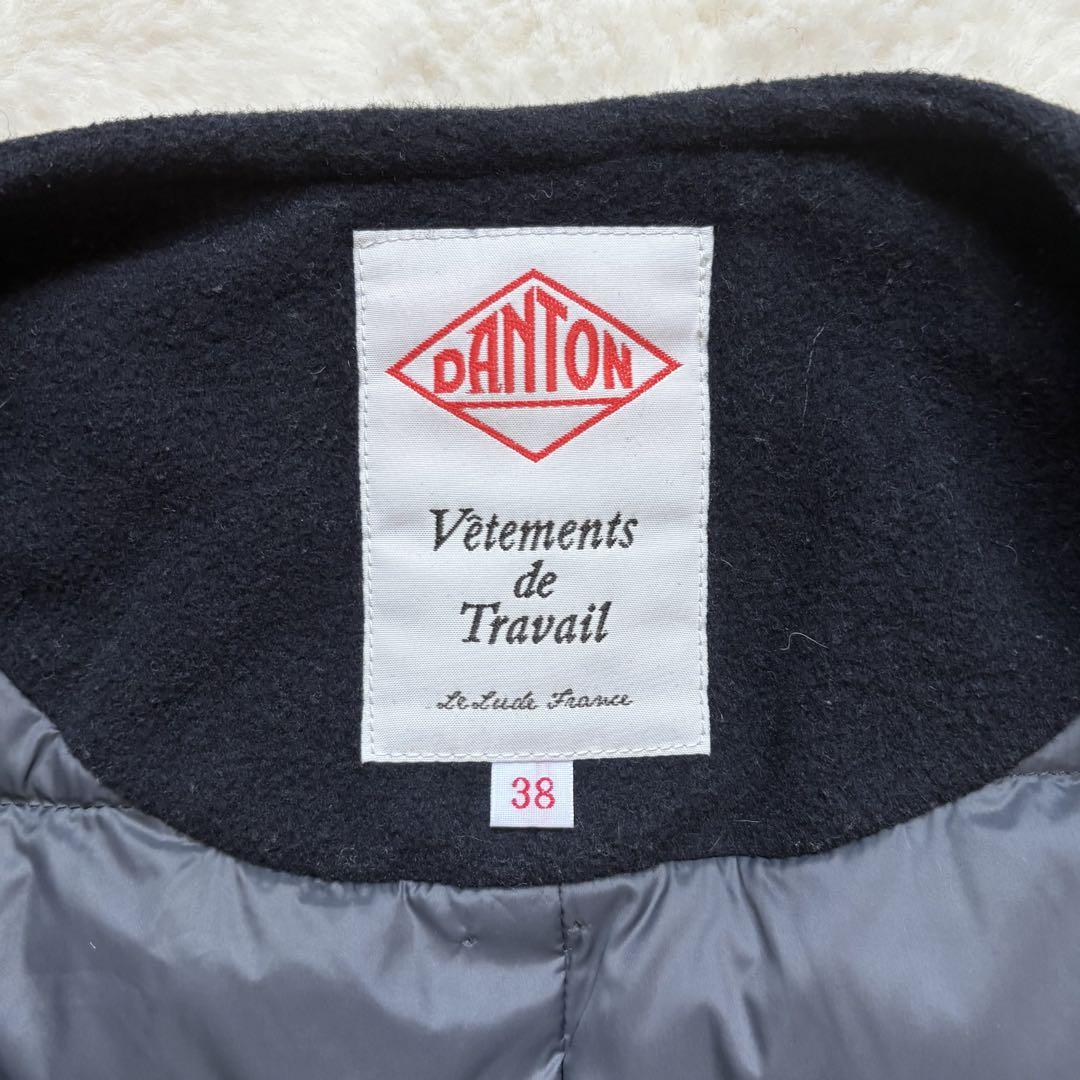 DANTON
Vêtements
de
Travail
Le Lude France
38